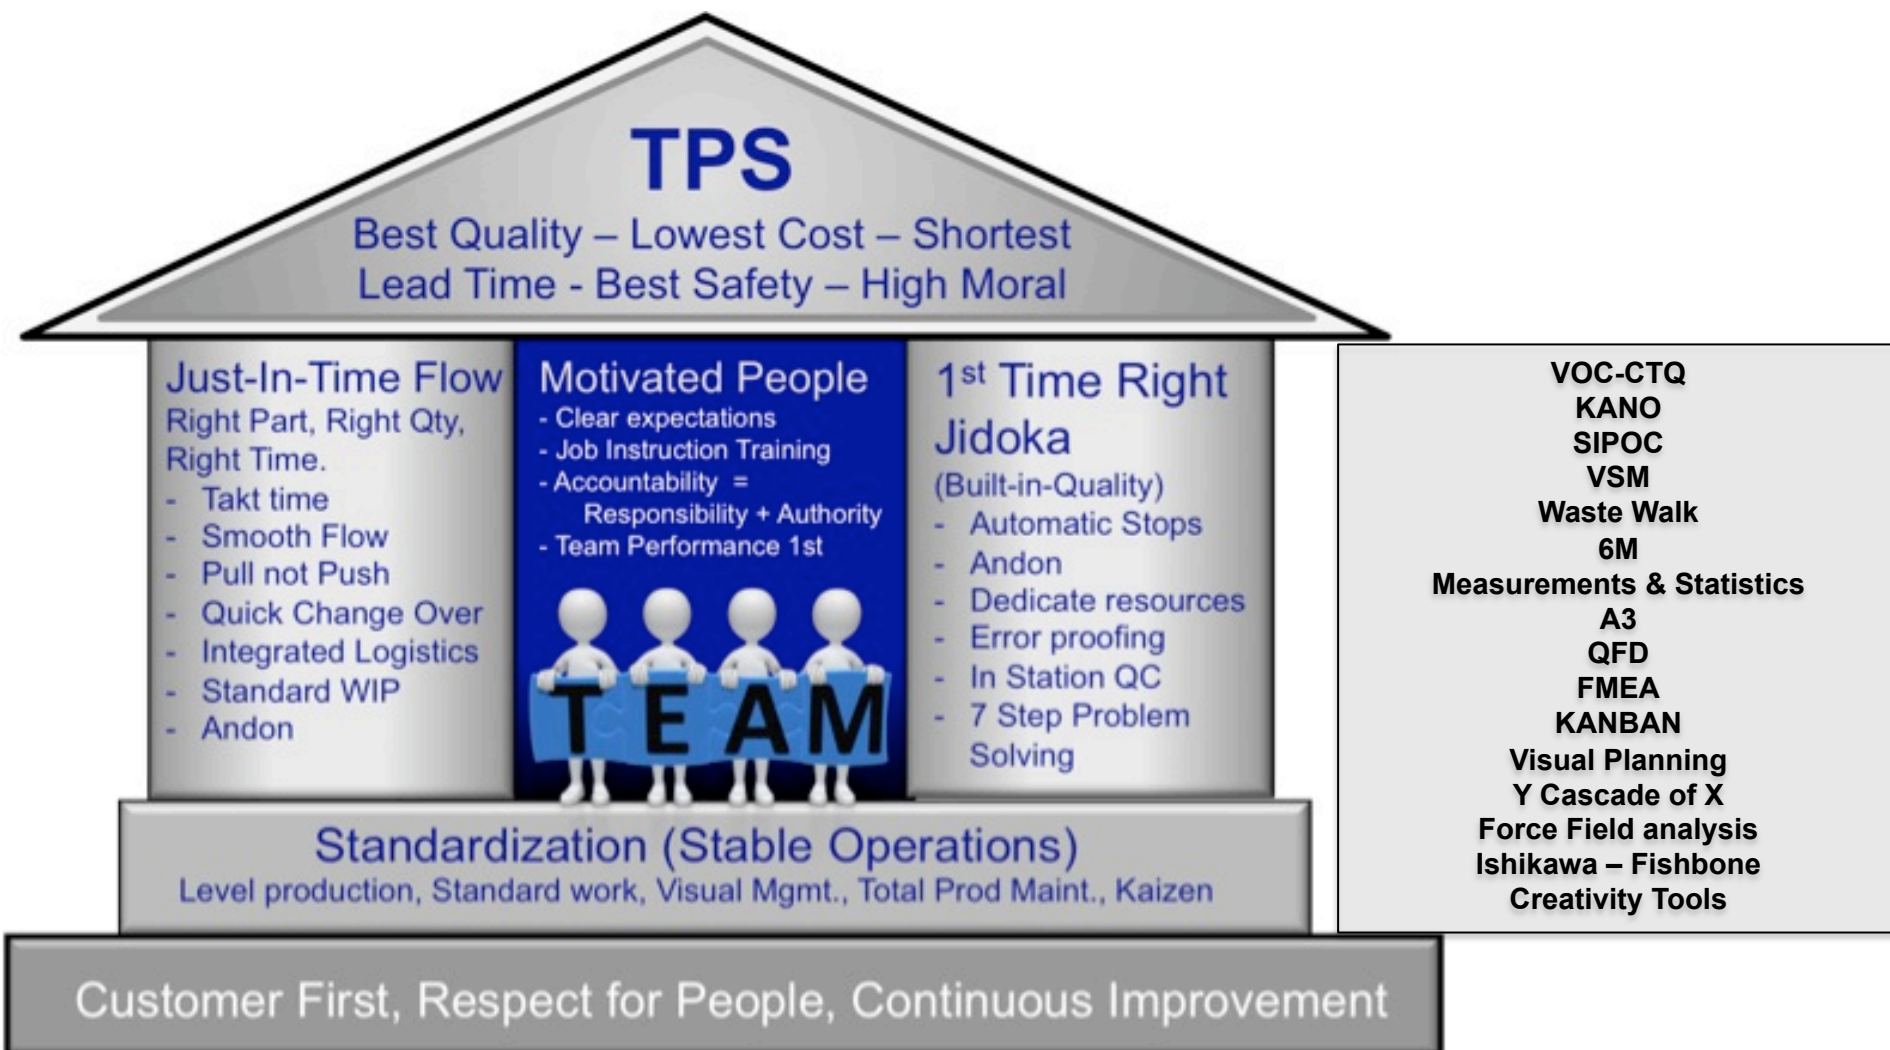 TPS
Best Quality – Lowest Cost – Shortest
Lead Time - Best Safety – High Moral
Just-In-Time Flow
Right Part, Right Qty,
Right Time.
- Takt time
- Smooth Flow
- Pull not Push
- Quick Change Over
- Integrated Logistics
- Standard WIP
- Andon
Motivated People
- Clear expectations
- Job Instruction Training
- Accountability =
Responsibility + Authority
- Team Performance 1st
TEAM
1st Time Right
Jidoka
(Built-in-Quality)
- Automatic Stops
- Andon
- Dedicate resources
- Error proofing
- In Station QC
- 7 Step Problem
Solving
Standardization (Stable Operations)
Level production, Standard work, Visual Mgmt., Total Prod Maint., Kaizen
Customer First, Respect for People, Continuous Improvement
VOC-CTQ
KANO
SIPOC
VSM
Waste Walk
6M
Measurements & Statistics
A3
QFD
FMEA
KANBAN
Visual Planning
Y Cascade of X
Force Field analysis
Ishikawa – Fishbone
Creativity Tools